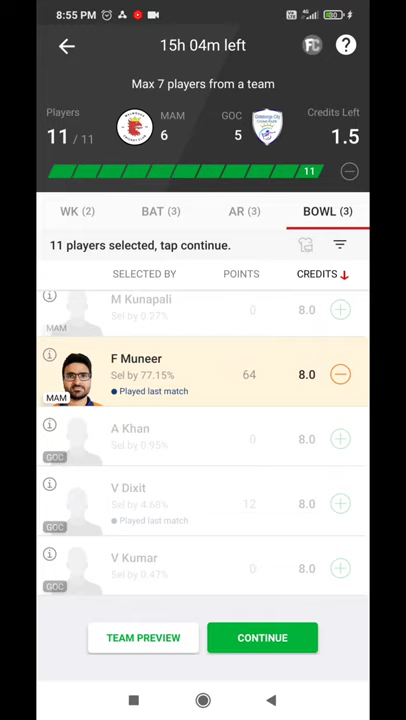 8:55 PM
4G
15h 04m left
FC
?
Max 7 players from a team
Players
11 / 11
MAM
6
GOC
5
Credits Left
1.5
11
WK (2)
BAT (3)
AR (3)
BOWL (3)
11 players selected, tap continue.
SELECTED BY
POINTS
CREDITS
M Kunapali
Sel by 0.27%
0
8.0
MAM
F Muneer
Sel by 77.15%
64
8.0
Played last match
MAM
A Khan
Sel by 0.95%
0
8.0
GOC
V Dixit
Sel by 4.68%
12
8.0
Played last match
GOC
V Kumar
Sel by 0.47%
0
8.0
GOC
TEAM PREVIEW
CONTINUE